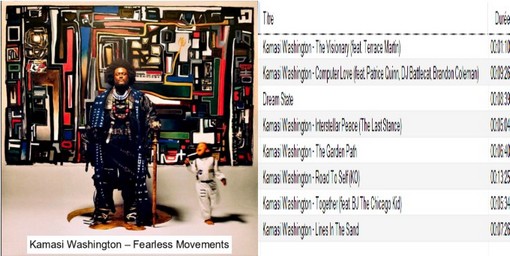 Titre Durée
Kamasi Washington - The Visionary (feat. Terrace Martin) 00:01:10
Kamasi Washington - Computer Love (feat. Patrice Quinn, DJ Battlecat, Brandon Coleman) 00:09:26
Dream State 00:08:39
Kamasi Washington - Interstellar Peace (The Last Stance) 00:05:04
Kamasi Washington - The Garden Path 00:06:40
Kamasi Washington - Road To Self (KO) 00:13:25
Kamasi Washington - Together (feat. BJ The Chicago Kid) 00:05:34
Kamasi Washington - Lines In The Sand 00:07:26
Kamasi Washington – Fearless Movements